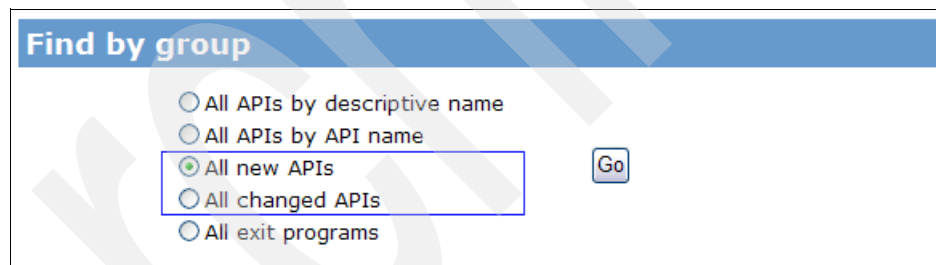 Find by group
All APIs by descriptive name
All APIs by API name
All new APIs
Go
All changed APIs
All exit programs